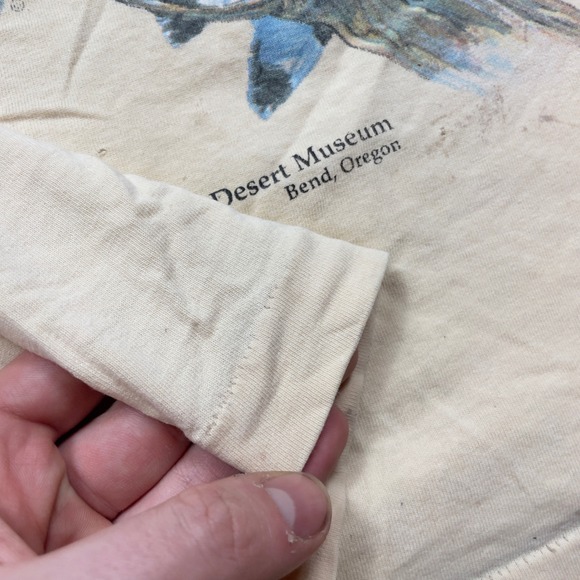 ®
Desert Museum
Bend, Oregon